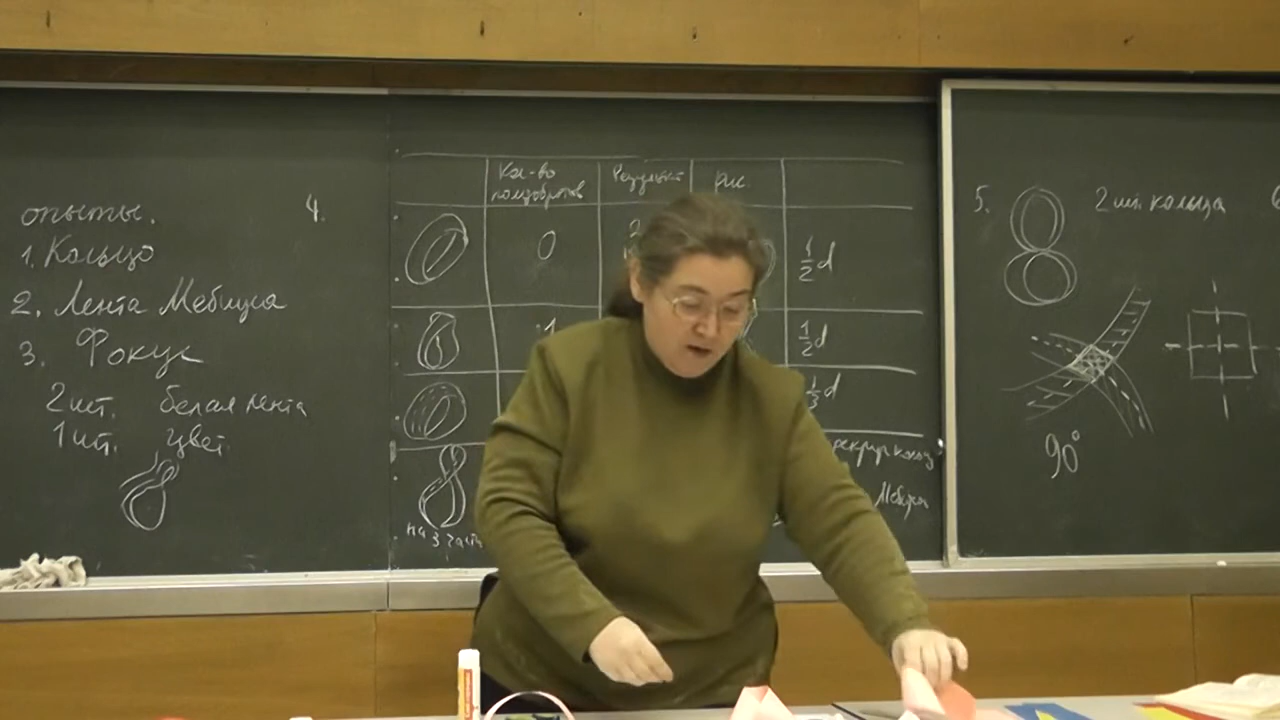 опыты.
1. Кольцо
2. Лента Мебиуса
3. Фокус
2 шт. белая лента
1 шт. цвет.
4.
Кол-во полуоборотов
Результат
рис.
0
1/2 d
1
1/2 d
1/3 d
Мебиуса
на 3 части
5.
2 шт. кольца
90°